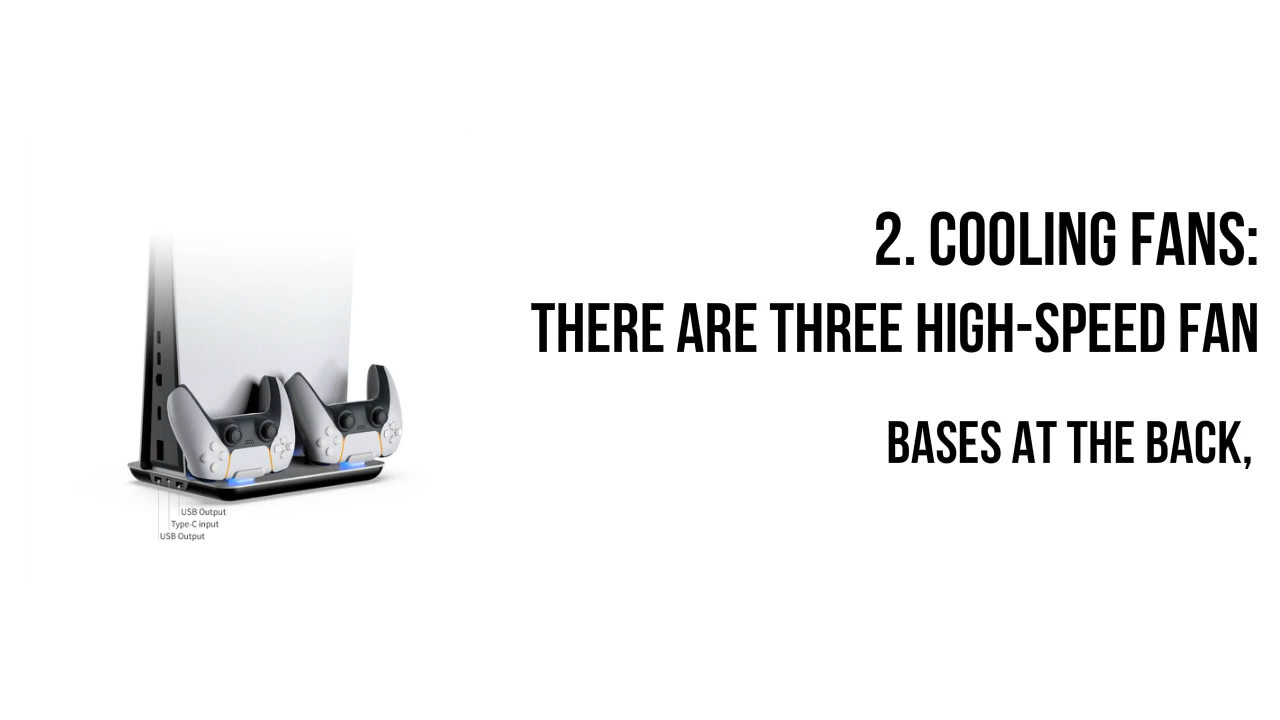 2. COOLING FANS:
THERE ARE THREE HIGH-SPEED FAN
BASES AT THE BACK,
USB Output
Type-C input
USB Output